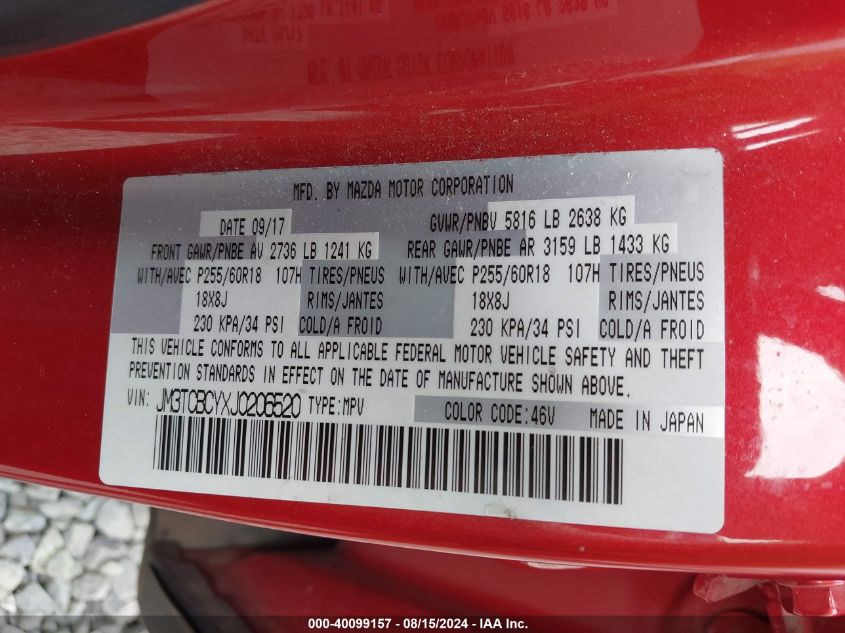 MFD. BY MAZDA MOTOR CORPORATION
DATE 09/17 GVWR/PNBV 5816 LB 2638 KG
FRONT GAWR/PNBE AV 2736 LB 1241 KG REAR GAWR/PNBE AR 3159 LB 1433 KG
WITH/AVEC P255/60R18 107H TIRES/PNEUS WITH/AVEC P255/60R18 107H TIRES/PNEUS
18X8J RIMS/JANTES 18X8J RIMS/JANTES
230 KPA/34 PSI COLD/A FROID 230 KPA/34 PSI COLD/A FROID
THIS VEHICLE CONFORMS TO ALL APPLICABLE FEDERAL MOTOR VEHICLE SAFETY AND THEFT
PREVENTION STANDARDS IN EFFECT ON THE DATE OF MANUFACTURE SHOWN ABOVE.
VIN: JM3TCBCYXJ0206520 TYPE:MPV COLOR CODE:46V MADE IN JAPAN
000-40099157 - 08/15/2024 - IAA Inc.